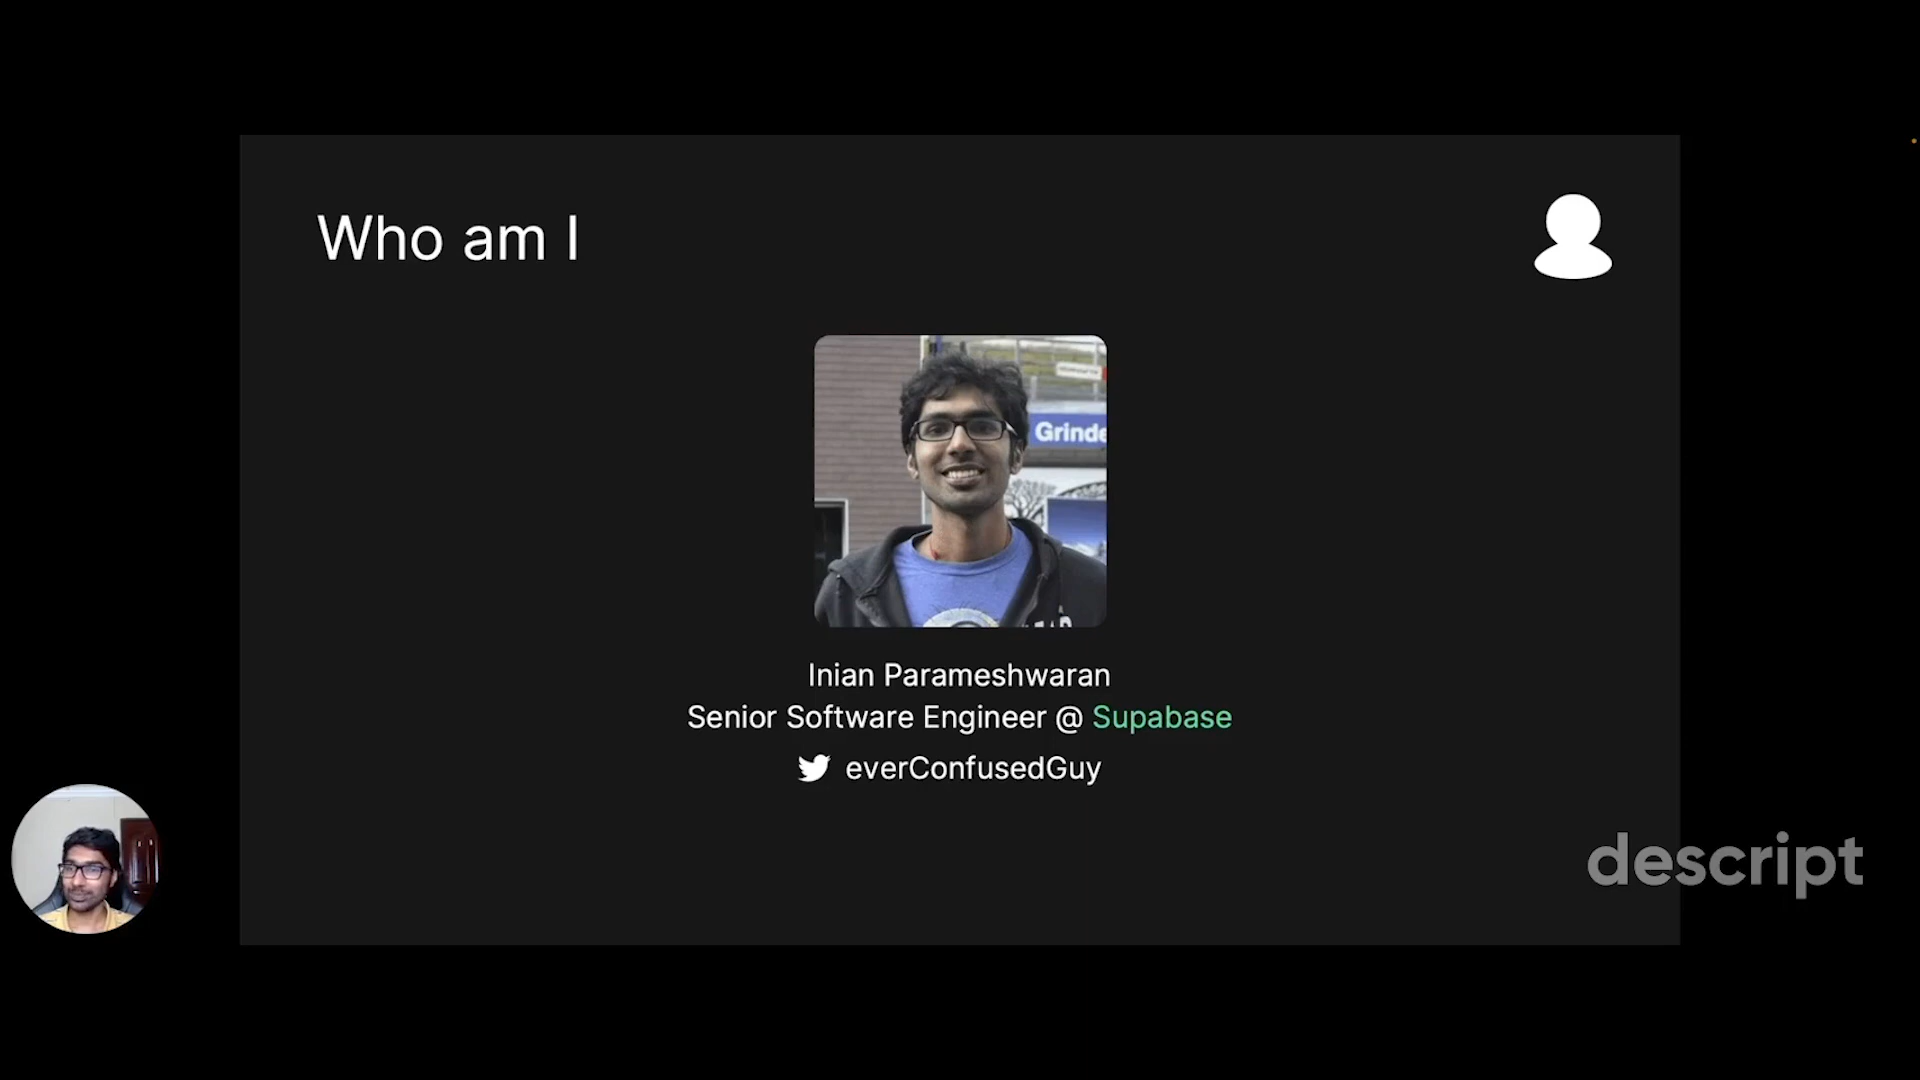 Who am I
Grinde
Inian Parameshwaran
Senior Software Engineer @ Supabase
everConfusedGuy
descript